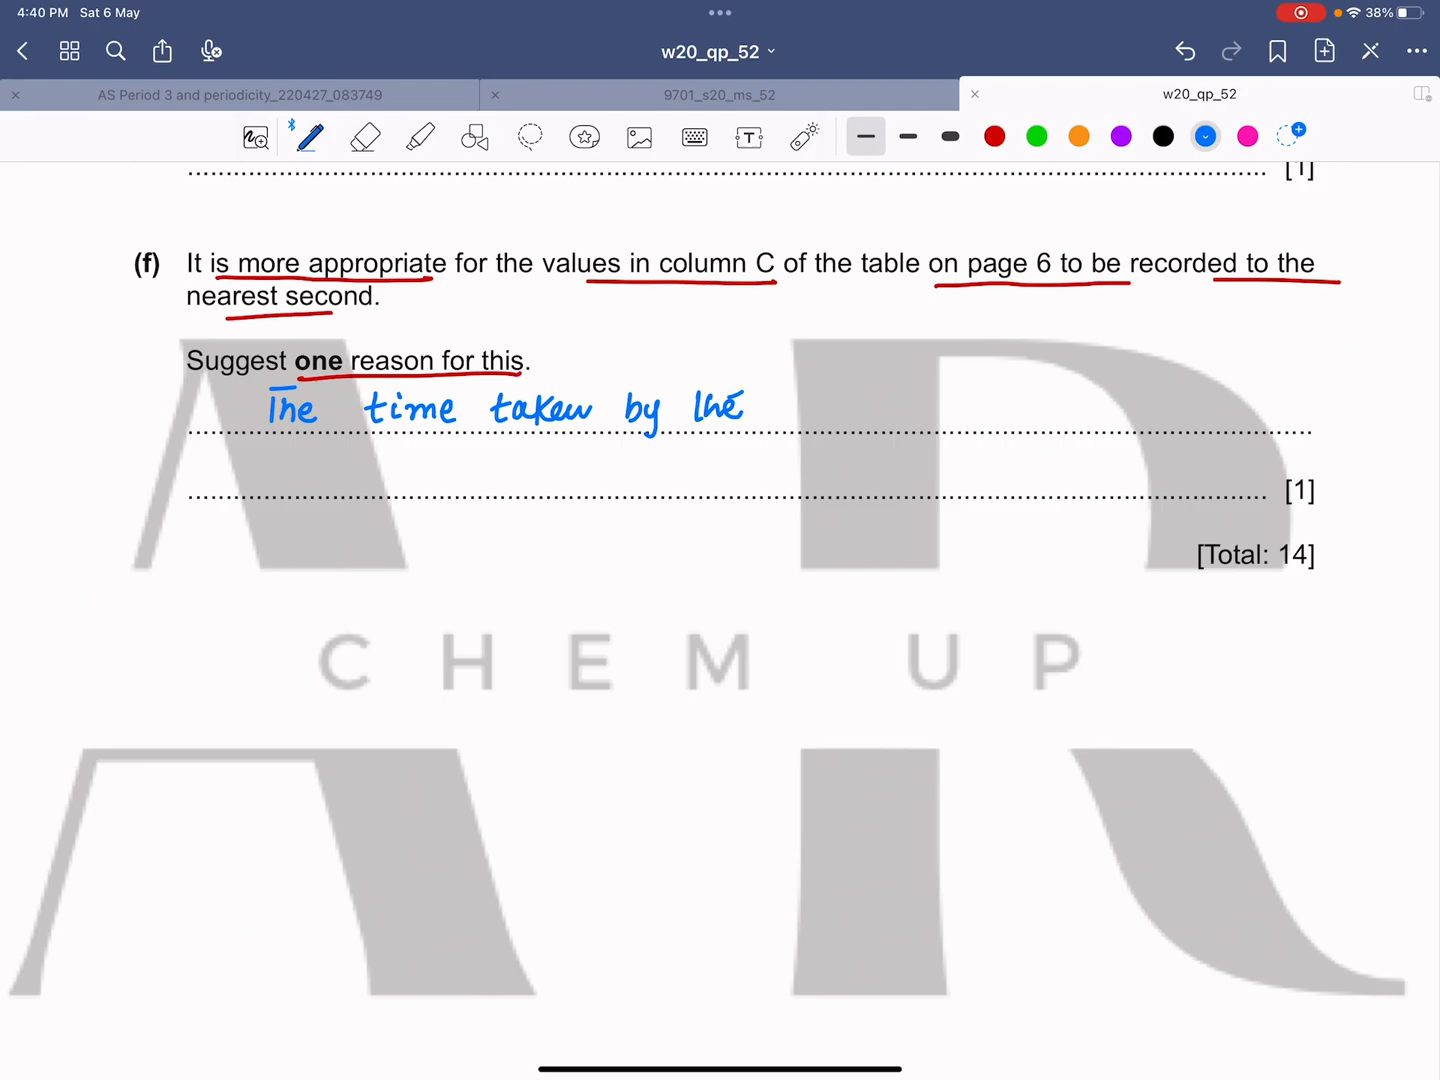 4:40 PM Sat 6 May
38%
w20_qp_52
AS Period 3 and periodicity_220427_083749
9701_s20_ms_52
w20_qp_52
[1]
(f) It is more appropriate for the values in column C of the table on page 6 to be recorded to the
nearest second.
Suggest one reason for this.
The time taken by the
[1]
[Total: 14]
A R
CHEM UP
A R